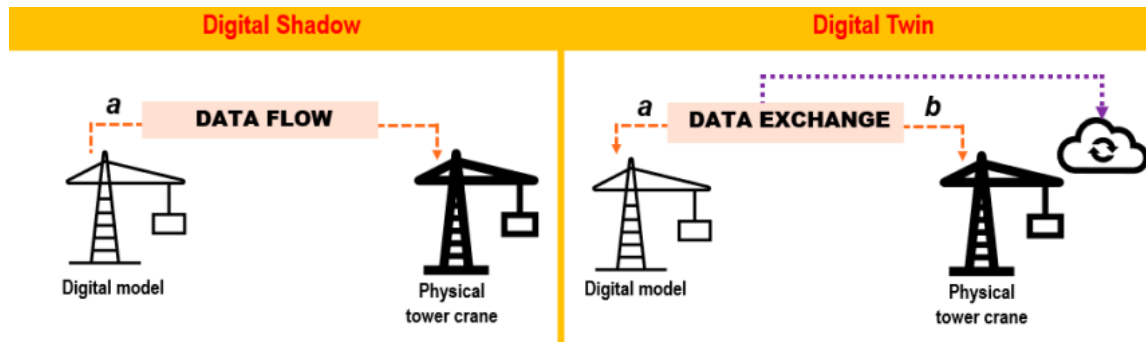 Digital Shadow
a
DATA FLOW
Digital model
Physical
tower crane
Digital Twin
a
DATA EXCHANGE
b
Digital model
Physical
tower crane